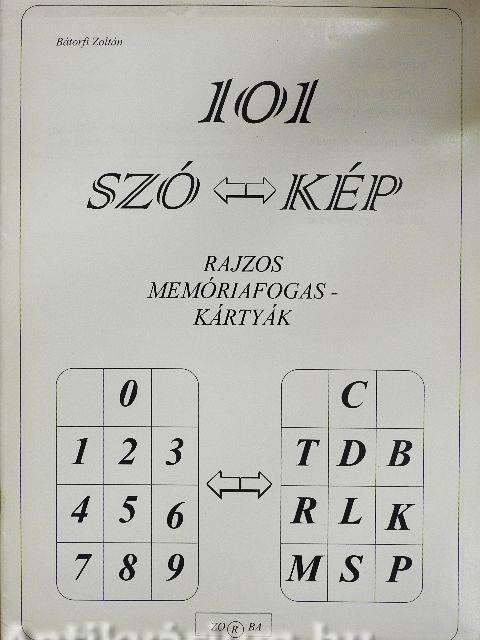 Bátorfi Zoltán
101
SZÓ KÉP
RAJZOS
MEMÓRIAFOGAS -
KÁRTYÁK
0 C
1 2 3 T D B
4 5 6 R L K
7 8 9 M S P
ZO R BA